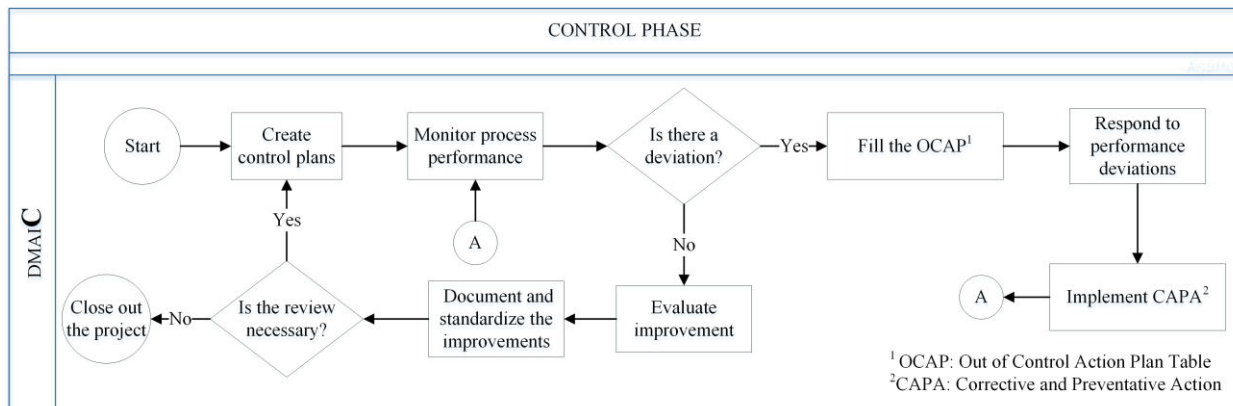 CONTROL PHASE
DMAIC
Start
Create
control plans
Monitor process
performance
Is there a
deviation?
Yes
Fill the OCAP¹
Respond to
performance
deviations
Yes
A
No
A
Implement CAPA²
Close out
the project
No
Is the review
necessary?
Document and
standardize the
improvements
Evaluate
improvement
¹ OCAP: Out of Control Action Plan Table
²CAPA: Corrective and Preventative Action